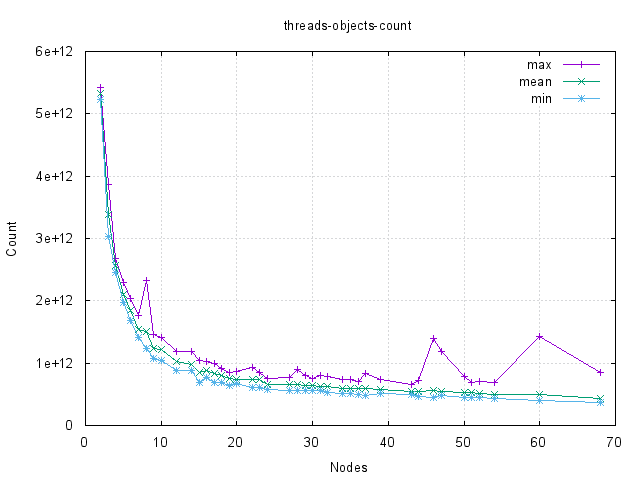 threads-objects-count
6e+12
5e+12
4e+12
3e+12
2e+12
1e+12
0
Count
max
mean
min
0 10 20 30 40 50 60 70
Nodes